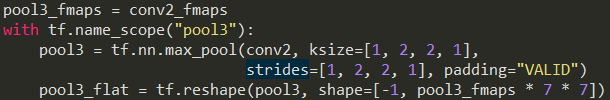 pool3_fmaps = conv2_fmaps
with tf.name_scope("pool3"):
    pool3 = tf.nn.max_pool(conv2, ksize=[1, 2, 2, 1],
                           strides=[1, 2, 2, 1], padding="VALID")
    pool3_flat = tf.reshape(pool3, shape=[-1, pool3_fmaps * 7 * 7])